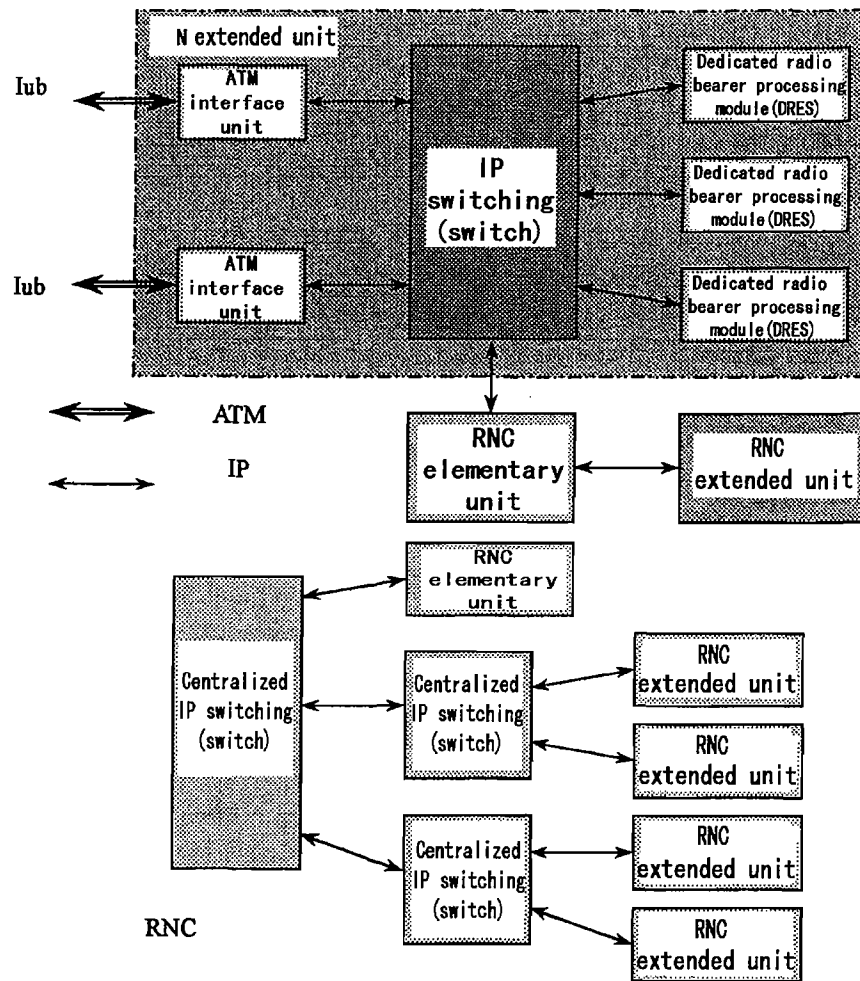 N extended unit
Iub
ATM
interface
unit
IP
switching
(switch)
Dedicated radio
bearer processing
module(DRES)
Dedicated radio
bearer processing
module(DRES)
Iub
ATM
interface
unit
Dedicated radio
bearer processing
module(DRES)
ATM
IP
RNC
elementary
unit
RNC
extended unit
RNC
elementary
unit
Centralized
IP switching
(switch)
Centralized
IP switching
(switch)
RNC
extended unit
RNC
extended unit
Centralized
IP switching
(switch)
RNC
extended unit
RNC
extended unit
RNC